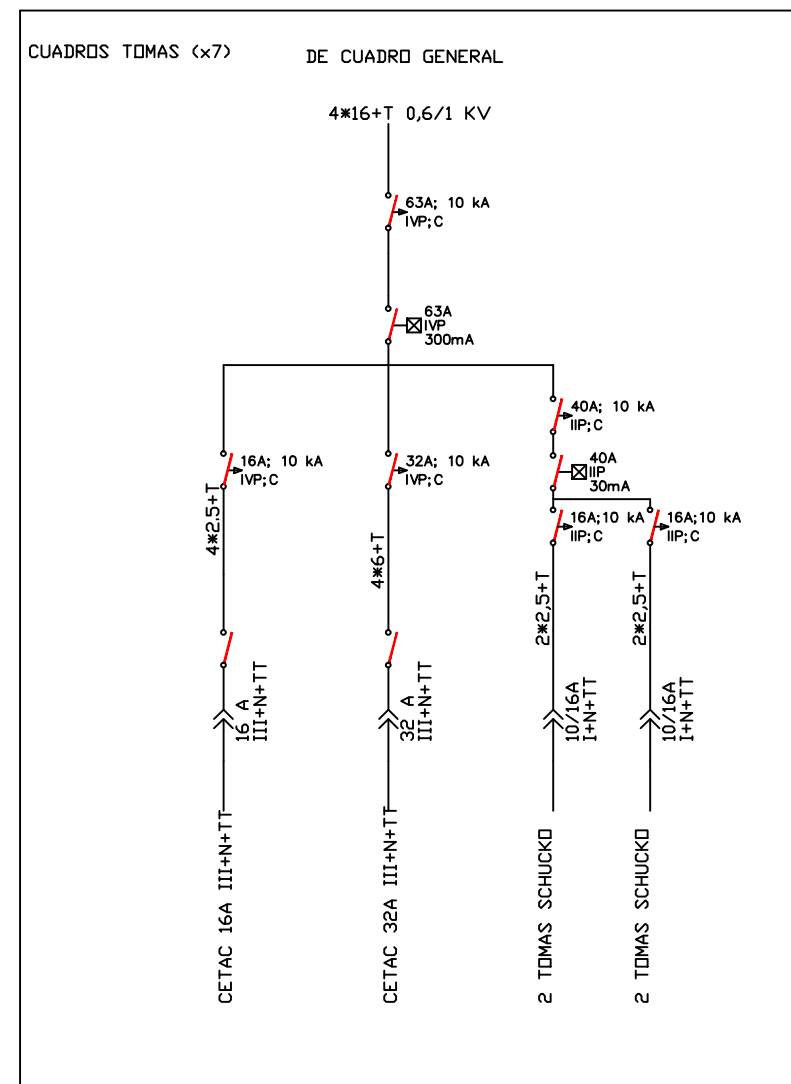 CUADROS TOMAS (x7)
DE CUADRO GENERAL
4*16+T 0,6/1 KV
63A; 10 kA
IVP;C
63A
IVP
300mA
40A; 10 kA
IIP;C
16A; 10 kA
IVP;C
32A; 10 kA
IVP;C
40A
IIP
30mA
16A;10 kA
IIP;C
16A;10 kA
IIP;C
4*2.5+T
4*6+T
2*2,5+T
2*2,5+T
16 A
III+N+TT
32 A
III+N+TT
10/16A
I+N+TT
10/16A
I+N+TT
CETAC 16A III+N+TT
CETAC 32A III+N+TT
2 TOMAS SCHUCKO
2 TOMAS SCHUCKO